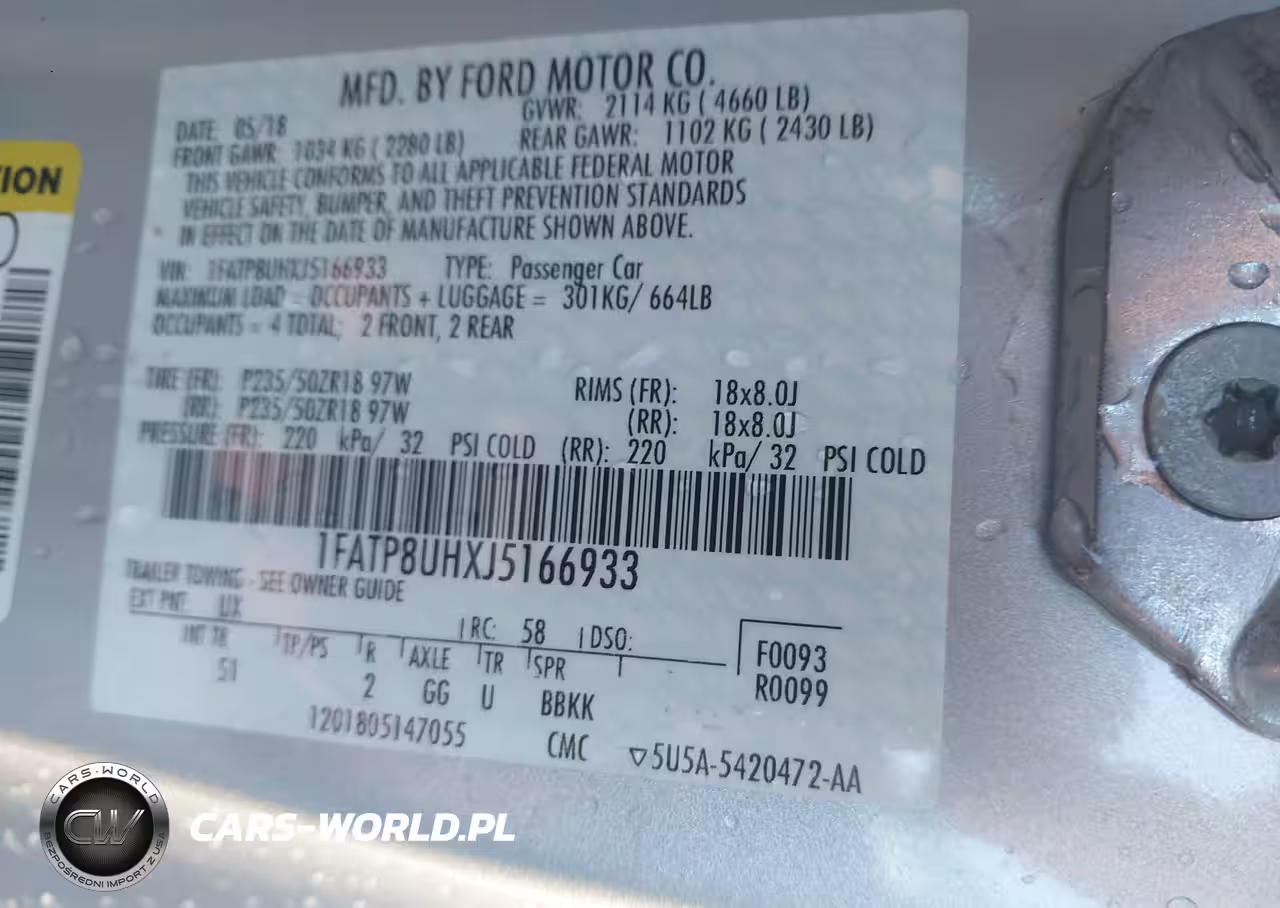 MFD. BY FORD MOTOR CO.
DATE: 05/18 GVWR: 2114 KG ( 4660 LB)
FRONT GAWR: 1034 KG ( 2280 LB) REAR GAWR: 1102 KG ( 2430 LB)
THIS VEHICLE CONFORMS TO ALL APPLICABLE FEDERAL MOTOR
VEHICLE SAFETY, BUMPER, AND THEFT PREVENTION STANDARDS
IN EFFECT ON THE DATE OF MANUFACTURE SHOWN ABOVE.
VIN: 1FATP8UHXJ5166933 TYPE: Passenger Car
MAXIMUM LOAD = OCCUPANTS + LUGGAGE = 301KG/ 664LB
OCCUPANTS = 4 TOTAL; 2 FRONT, 2 REAR
TIRE (FR): P235/50ZR18 97W RIMS (FR): 18x8.0J
(RR): P235/50ZR18 97W (RR): 18x8.0J
PRESSURE (FR): 220 kPa/ 32 PSI COLD (RR): 220 kPa/ 32 PSI COLD
1FATP8UHXJ5166933
TRAILER TOWING - SEE OWNER GUIDE
EXT PNT: UX RC: 58 DSO: F0093
INT TR TP/PS R AXLE TR SPR R0099
51 2 GG U BBKK
1201805147055 CMC ▽5U5A-5420472-AA
CARS-WORLD
CW
BEZPOŚREDNI IMPORT Z USA
CARS-WORLD.PL